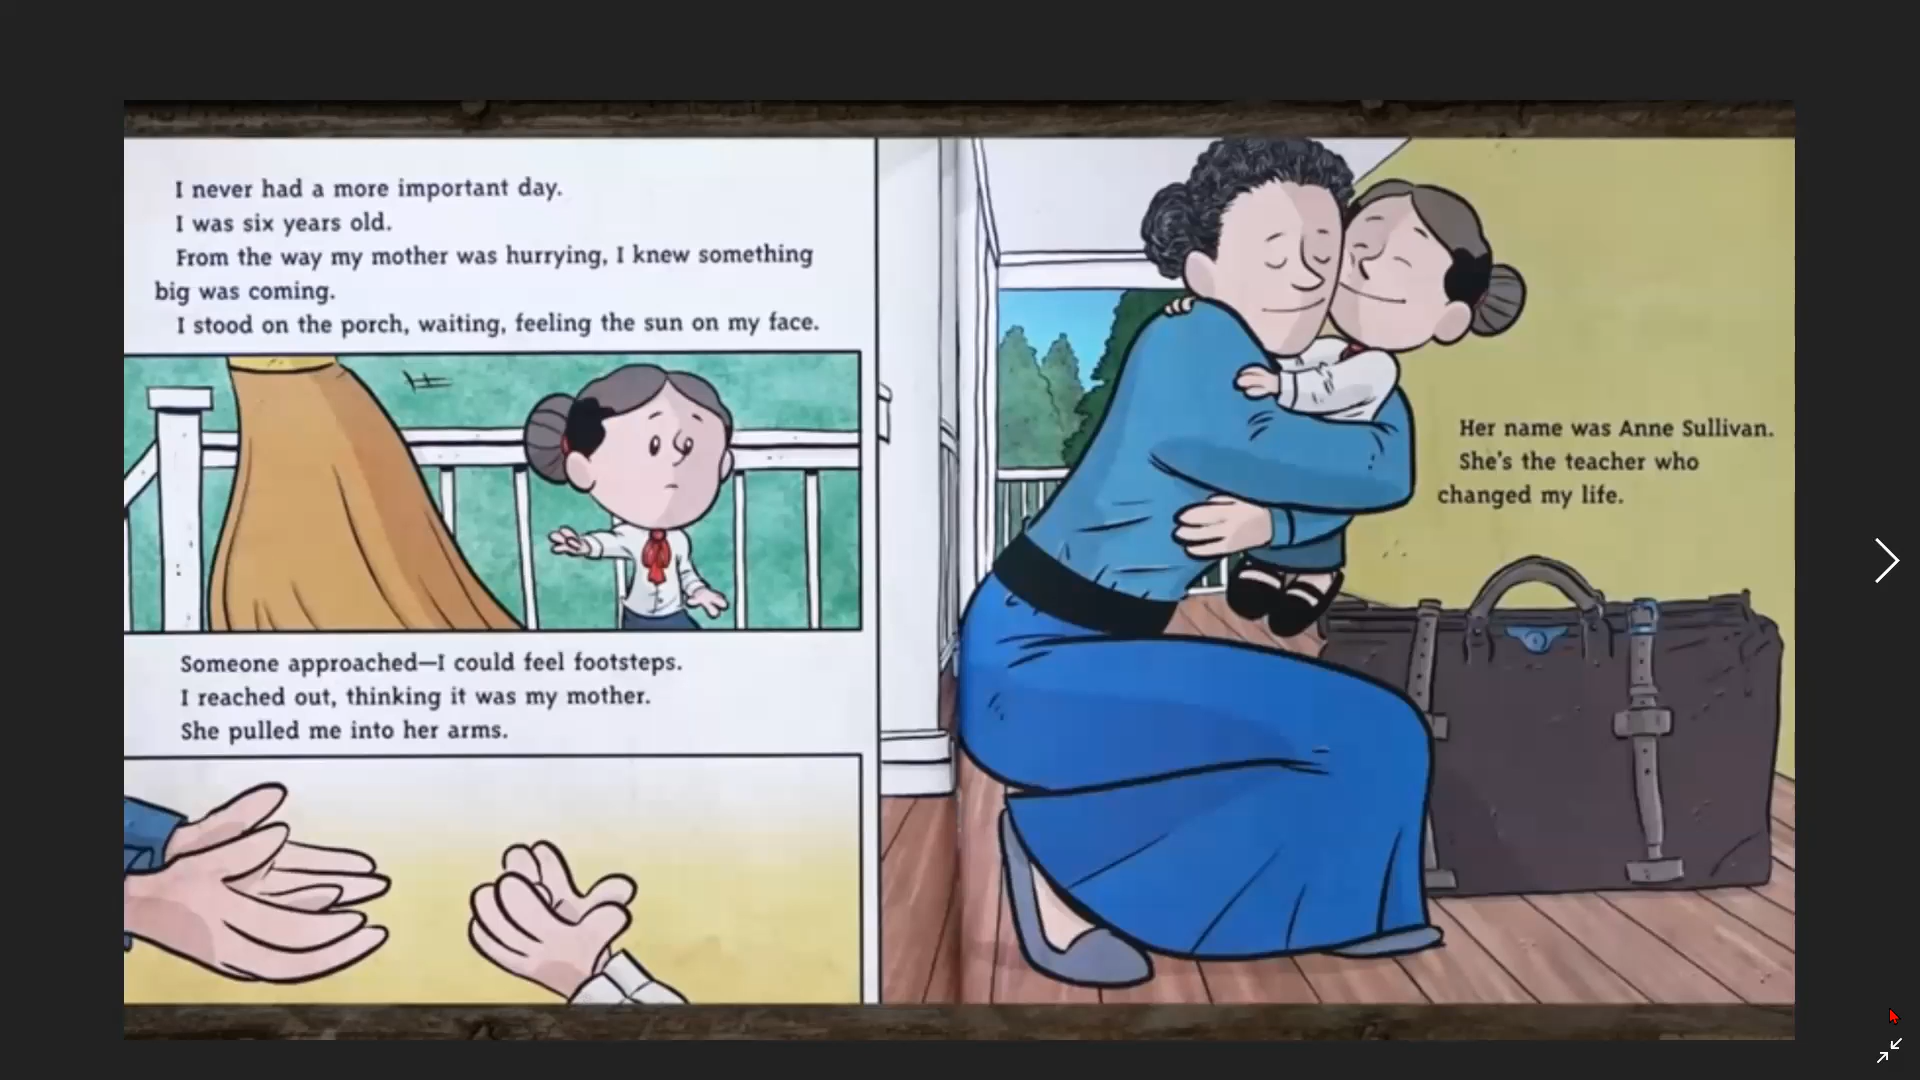 I never had a more important day.
I was six years old.
From the way my mother was hurrying, I knew something
big was coming.
I stood on the porch, waiting, feeling the sun on my face.
Someone approached—I could feel footsteps.
I reached out, thinking it was my mother.
She pulled me into her arms.
Her name was Anne Sullivan.
She's the teacher who
changed my life.